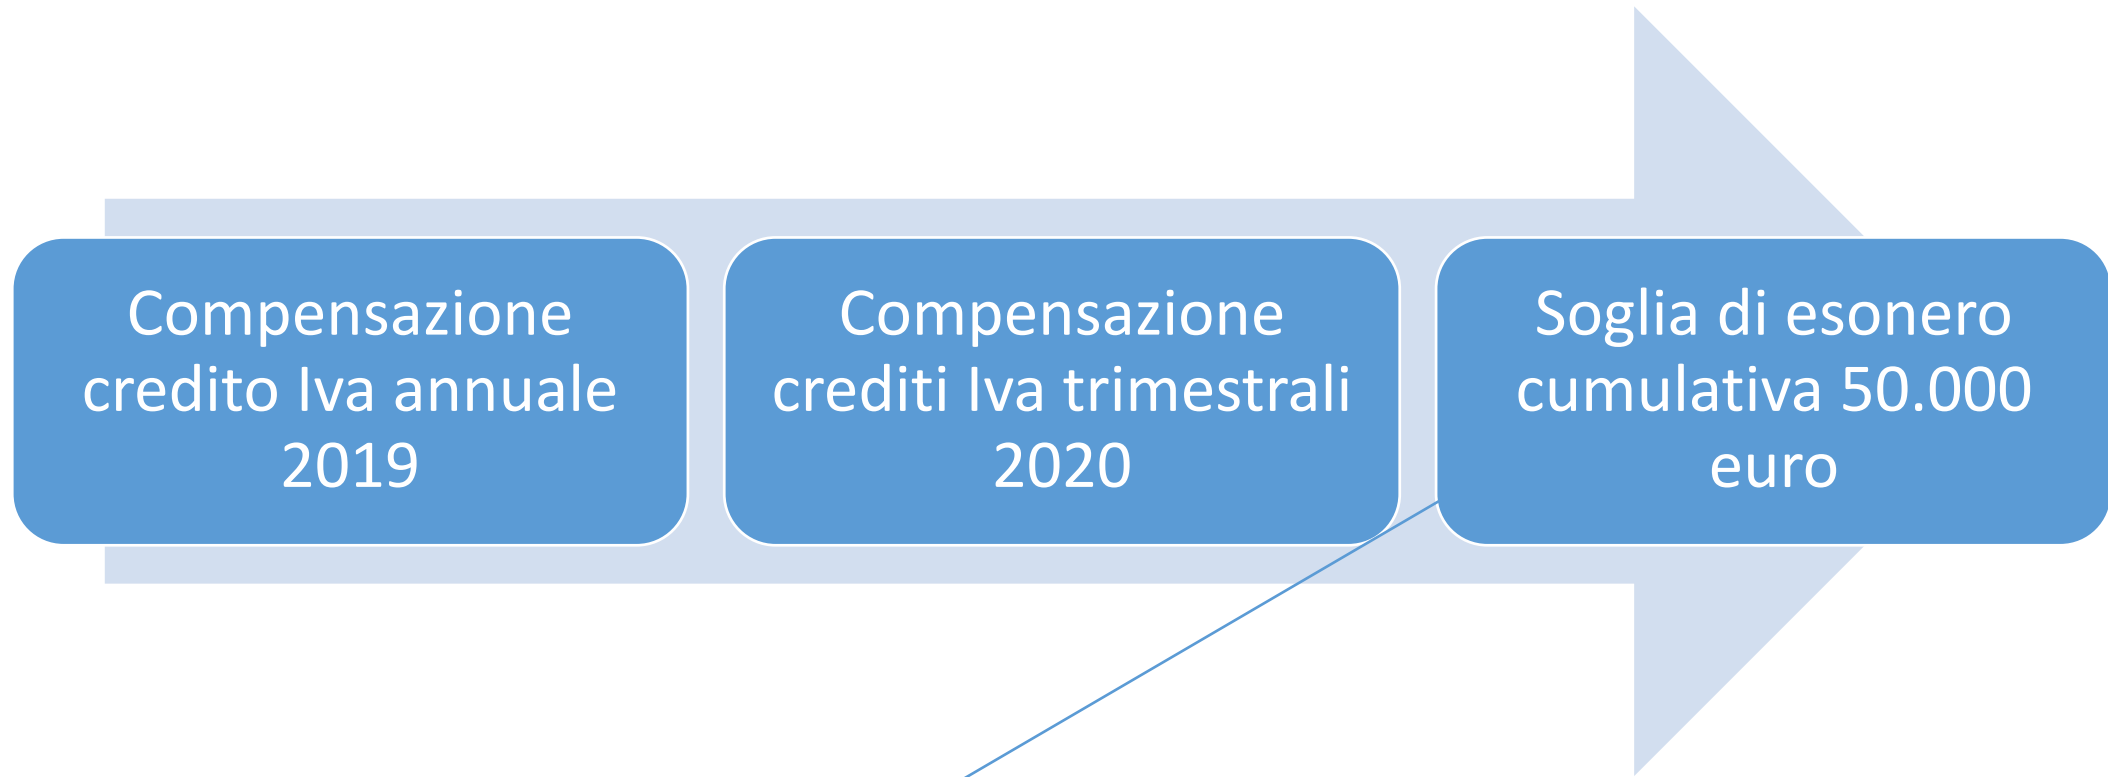 Compensazione
credito Iva annuale
2019
Compensazione
crediti Iva trimestrali
2020
Soglia di esonero
cumulativa 50.000
euro